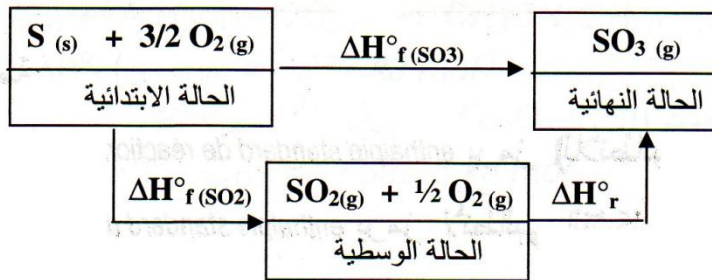 S (s) + 3/2 O₂ (g)
الحالة الابتدائية
ΔH°f (SO3)
SO₃ (g)
الحالة النهائية
ΔH°f (SO2)
SO₂(g) + ½ O₂ (g)
الحالة الوسطية
ΔH°r